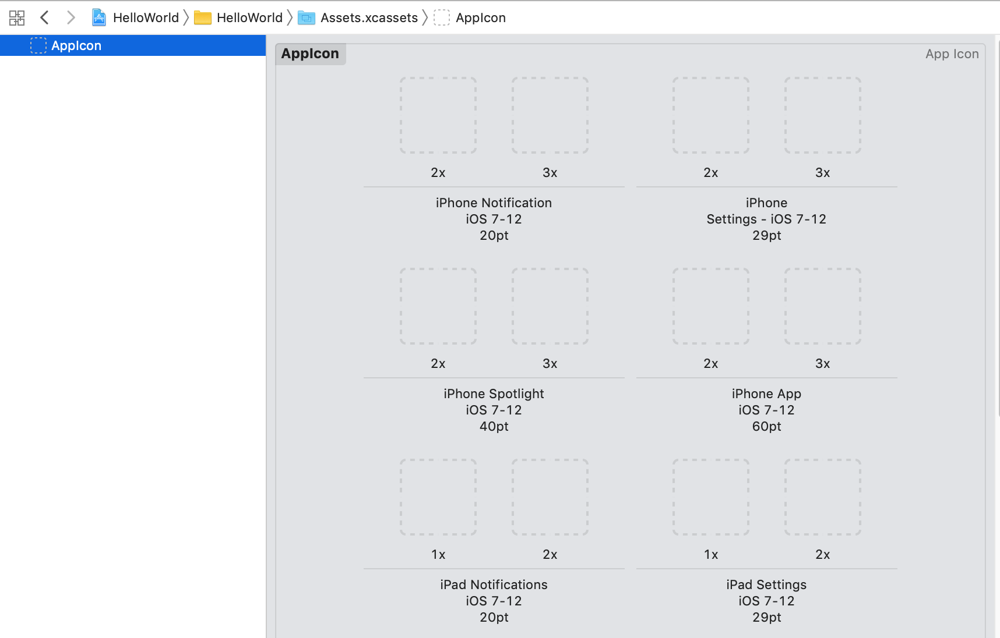 HelloWorld HelloWorld Assets.xcassets AppIcon
AppIcon
AppIcon
App Icon
2x 3x 2x 3x
iPhone Notification
iOS 7-12
20pt
iPhone
Settings - iOS 7-12
29pt
2x 3x 2x 3x
iPhone Spotlight
iOS 7-12
40pt
iPhone App
iOS 7-12
60pt
1x 2x 1x 2x
iPad Notifications
iOS 7-12
20pt
iPad Settings
iOS 7-12
29pt